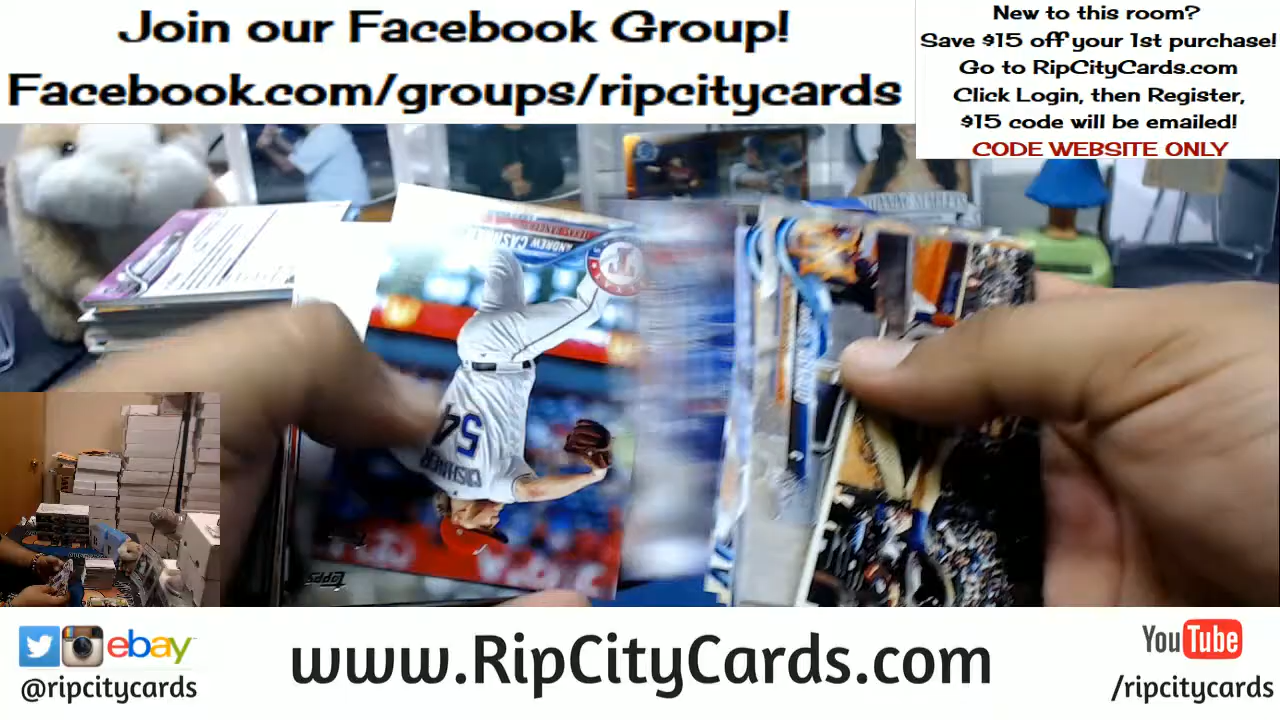 Join our Facebook Group!
Facebook.com/groups/ripcitycards
New to this room?
Save $15 off your 1st purchase!
Go to RipCityCards.com
Click Login, then Register,
$15 code will be emailed!
CODE WEBSITE ONLY
ANDREW CASHNER
T
54
CASHNER
Topps
ebay
@ripcitycards
www.RipCityCards.com
YouTube
/ripcitycards